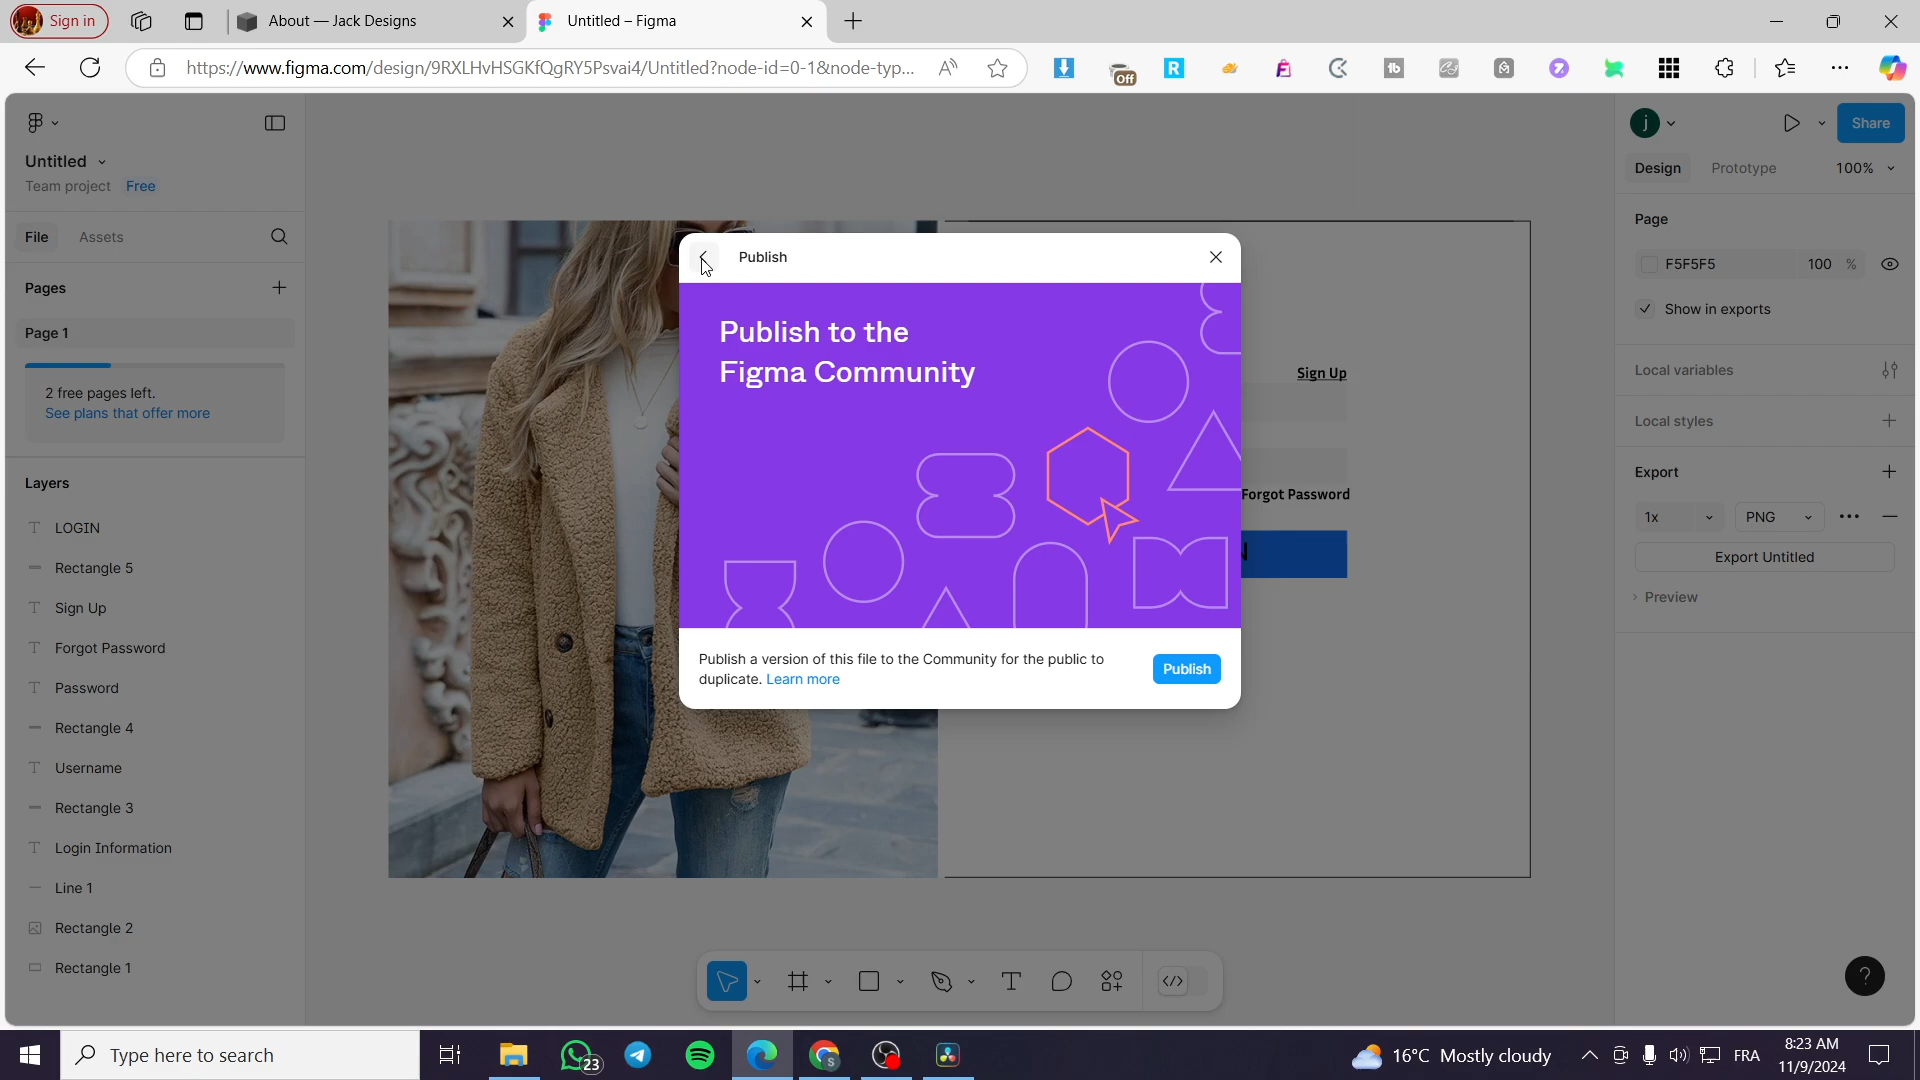 Sign in
About — Jack Designs
Untitled – Figma
https://www.figma.com/design/9RXLHvHSGKfQgRY5Psvai4/Untitled?node-id=0-1&node-typ...
Off
Untitled
Team project Free
File Assets
Pages
Page 1
2 free pages left.
See plans that offer more
Layers
LOGIN
Rectangle 5
Sign Up
Forgot Password
Password
Rectangle 4
Username
Rectangle 3
Login Information
Line 1
Rectangle 2
Rectangle 1
Publish
Publish to the
Figma Community
Publish a version of this file to the Community for the public to
duplicate. Learn more
Publish
Sign Up
Forgot Password
N
j
Share
Design Prototype 100%
Page
F5F5F5 100 %
Show in exports
Local variables
Local styles
Export
1x PNG
Export Untitled
Preview
?
Type here to search
23
16°C Mostly cloudy
FRA
8:23 AM
11/9/2024